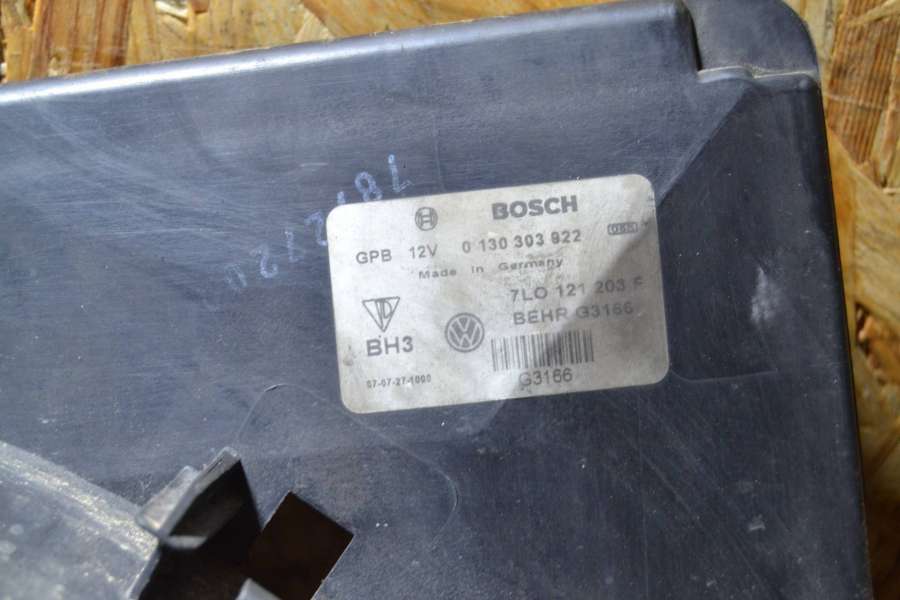 BOSCH
GPB 12V 0 130 303 922
Made in Germany
7L0 121 203 F
BEHR G3166
BH3
07-07-27-1000
G3166